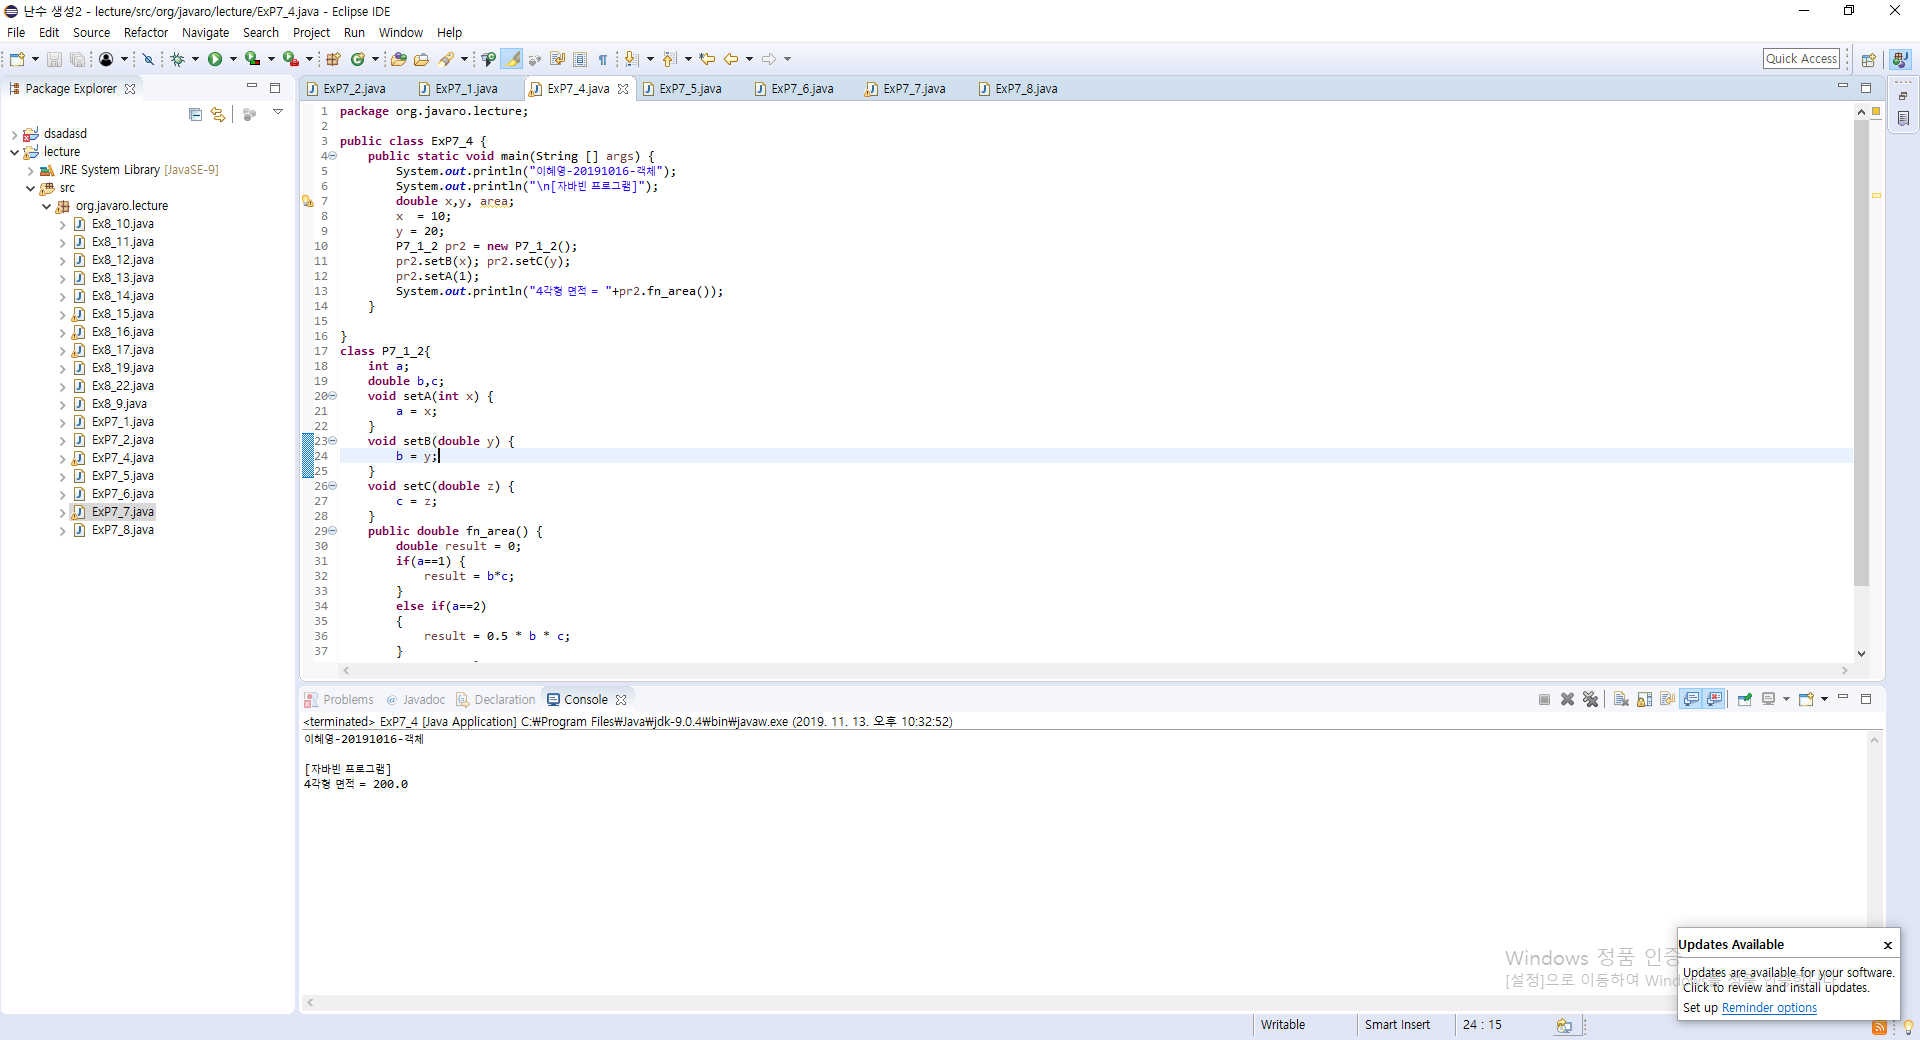 난수 생성2 - lecture/src/org/javaro/lecture/ExP7_4.java - Eclipse IDE
File Edit Source Refactor Navigate Search Project Run Window Help
Quick Access
Package Explorer
dsadasd
lecture
JRE System Library [JavaSE-9]
src
org.javaro.lecture
Ex8_10.java
Ex8_11.java
Ex8_12.java
Ex8_13.java
Ex8_14.java
Ex8_15.java
Ex8_16.java
Ex8_17.java
Ex8_19.java
Ex8_22.java
Ex8_9.java
ExP7_1.java
ExP7_2.java
ExP7_4.java
ExP7_5.java
ExP7_6.java
ExP7_7.java
ExP7_8.java
ExP7_2.java ExP7_1.java ExP7_4.java ExP7_5.java ExP7_6.java ExP7_7.java ExP7_8.java
1 package org.javaro.lecture;
2
3 public class ExP7_4 {
4 public static void main(String [] args) {
5 System.out.println("이혜영-20191016-객체");
6 System.out.println("\n[자바빈 프로그램]");
7 double x,y, area;
8 x  = 10;
9 y = 20;
10 P7_1_2 pr2 = new P7_1_2();
11 pr2.setB(x); pr2.setC(y);
12 pr2.setA(1);
13 System.out.println("4각형 면적 = "+pr2.fn_area());
14 }
15
16 }
17 class P7_1_2{
18 int a;
19 double b,c;
20 void setA(int x) {
21 a = x;
22 }
23 void setB(double y) {
24 b = y;
25 }
26 void setC(double z) {
27 c = z;
28 }
29 public double fn_area() {
30 double result = 0;
31 if(a==1) {
32 result = b*c;
33 }
34 else if(a==2)
35 {
36 result = 0.5 * b * c;
37 }
Problems Javadoc Declaration Console
<terminated> ExP7_4 [Java Application] C:₩Program Files₩Java₩jdk-9.0.4₩bin₩javaw.exe (2019. 11. 13. 오후 10:32:52)
이혜영-20191016-객체
[자바빈 프로그램]
4각형 면적 = 200.0
Windows 정품 인증
[설정]으로 이동하여 Windows를 정품 인증합니다.
Updates Available
Updates are available for your software.
Click to review and install updates.
Set up Reminder options
Writable Smart Insert 24 : 15